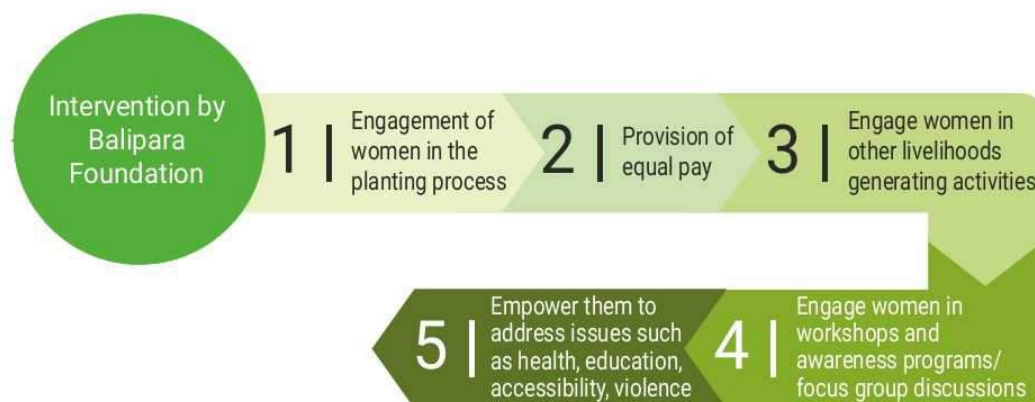 Intervention by
Balipara
Foundation
1
Engagement of
women in the
planting process
2
Provision of
equal pay
3
Engage women in
other livelihoods
generating activities
4
Engage women in
workshops and
awareness programs/
focus group discussions
5
Empower them to
address issues such
as health, education,
accessibility, violence